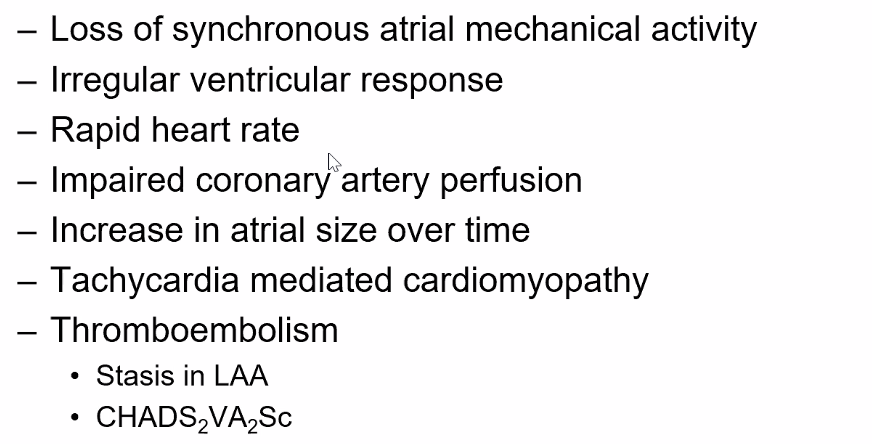 – Loss of synchronous atrial mechanical activity
– Irregular ventricular response
– Rapid heart rate
– Impaired coronary artery perfusion
– Increase in atrial size over time
– Tachycardia mediated cardiomyopathy
– Thromboembolism
• Stasis in LAA
• CHADS₂VA₂Sc